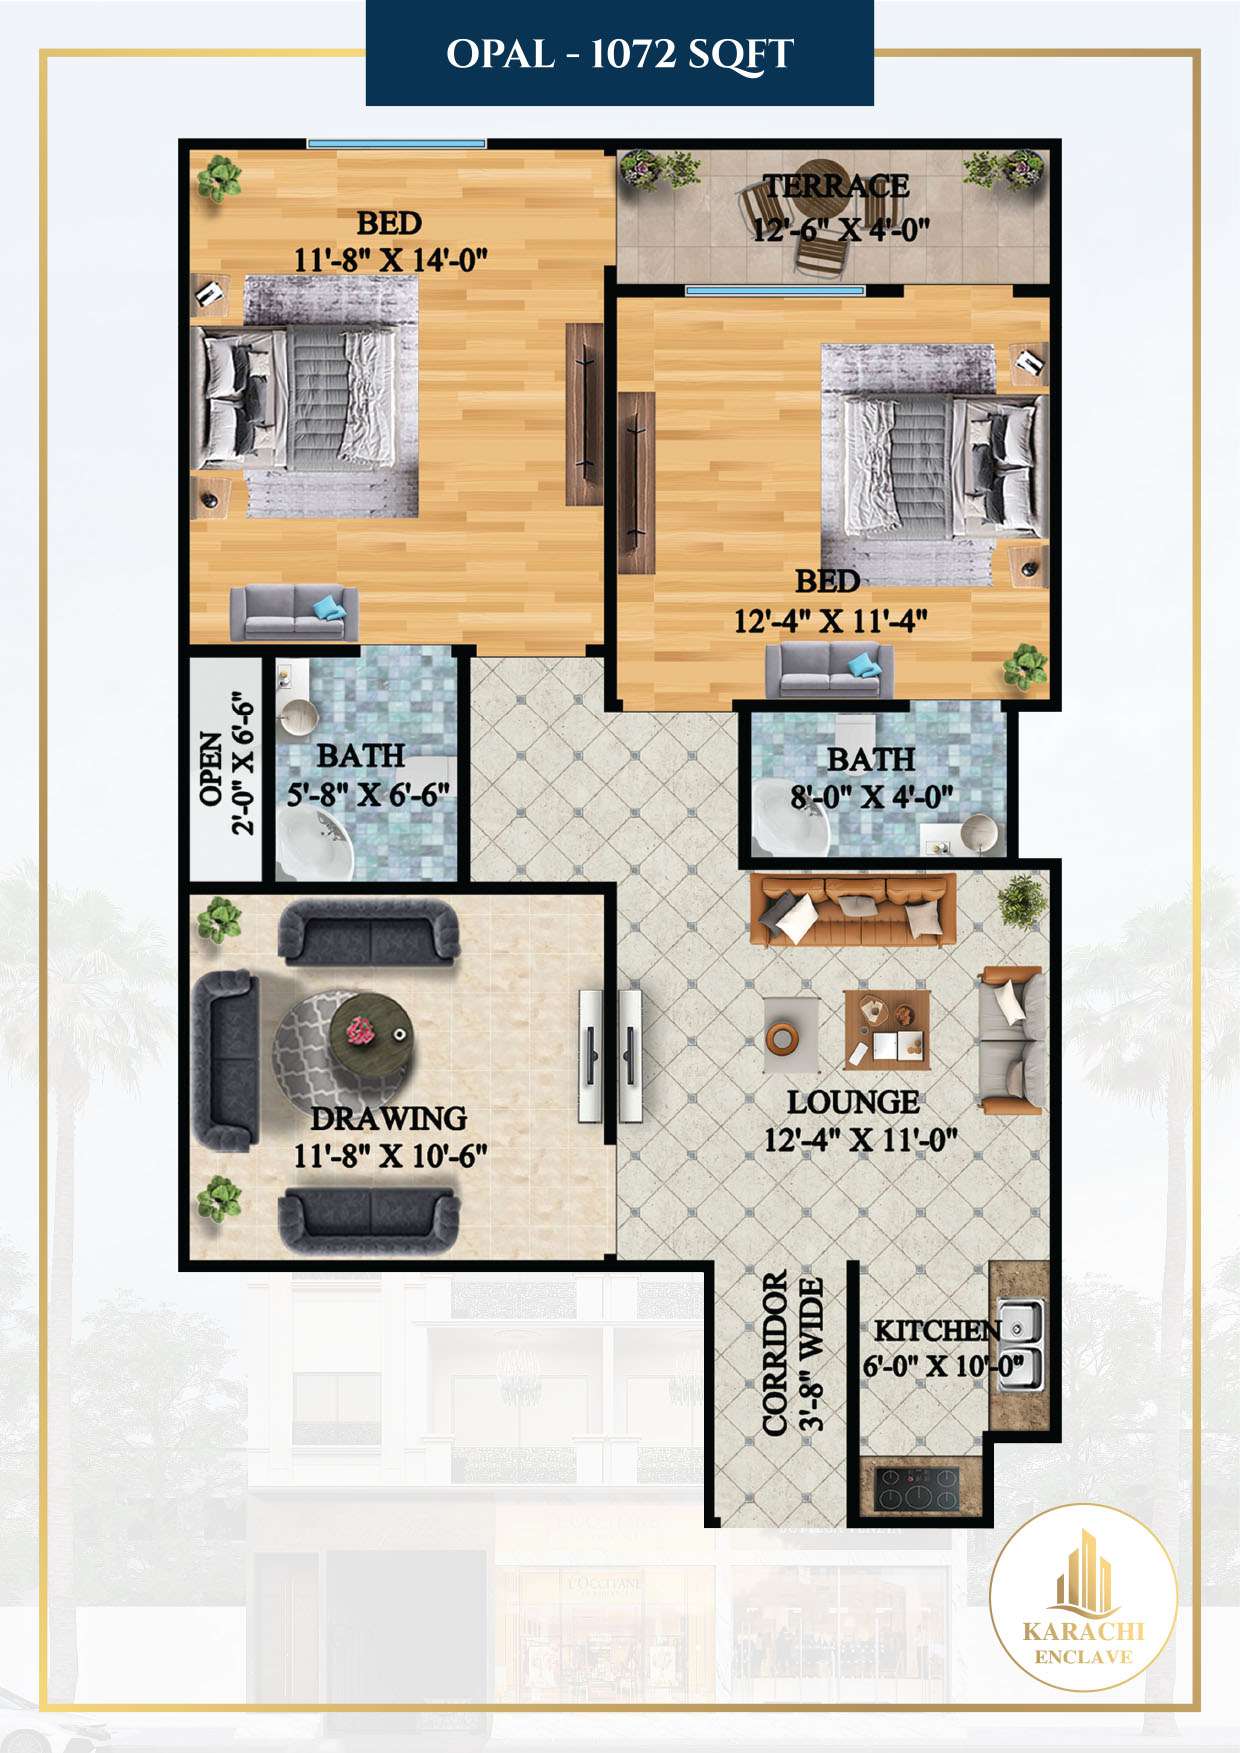 OPAL - 1072 SQFT
BED
11'-8" X 14'-0"
TERRACE
12'-6" X 4'-0"
BED
12'-4" X 11'-4"
OPEN
2'-0" X 6'-6"
BATH
5'-8" X 6'-6"
BATH
8'-0" X 4'-0"
DRAWING
11'-8" X 10'-6"
LOUNGE
12'-4" X 11'-0"
CORRIDOR
3'-8" WIDE
KITCHEN
6'-0" X 10'-0"
L'OCCITANE
KARACHI
ENCLAVE